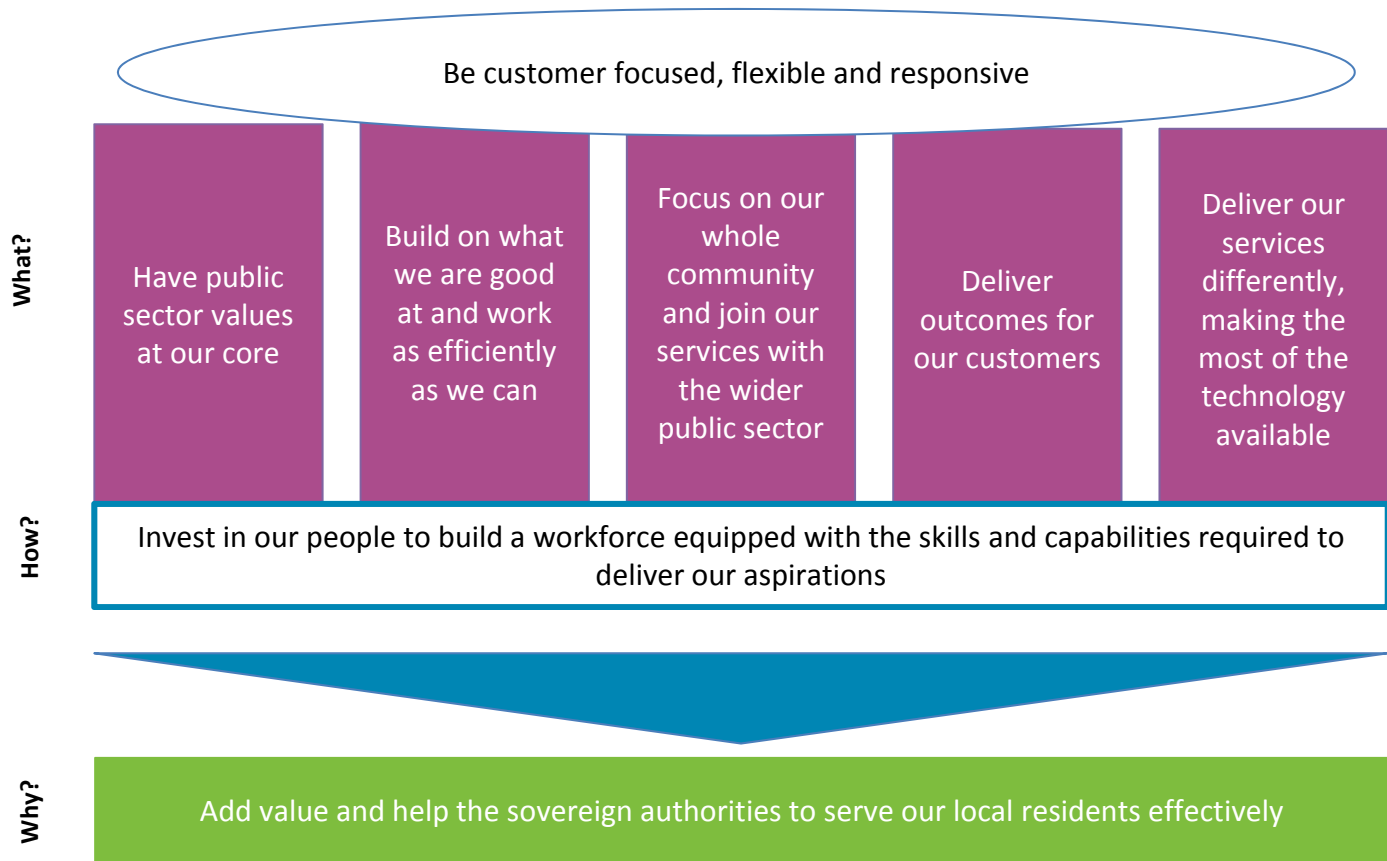 Be customer focused, flexible and responsive
What?
Have public
sector values
at our core
Build on what
we are good
at and work
as efficiently
as we can
Focus on our
whole
community
and join our
services with
the wider
public sector
Deliver
outcomes for
our customers
Deliver our
services
differently,
making the
most of the
technology
available
How?
Invest in our people to build a workforce equipped with the skills and capabilities required to
deliver our aspirations
Why?
Add value and help the sovereign authorities to serve our local residents effectively